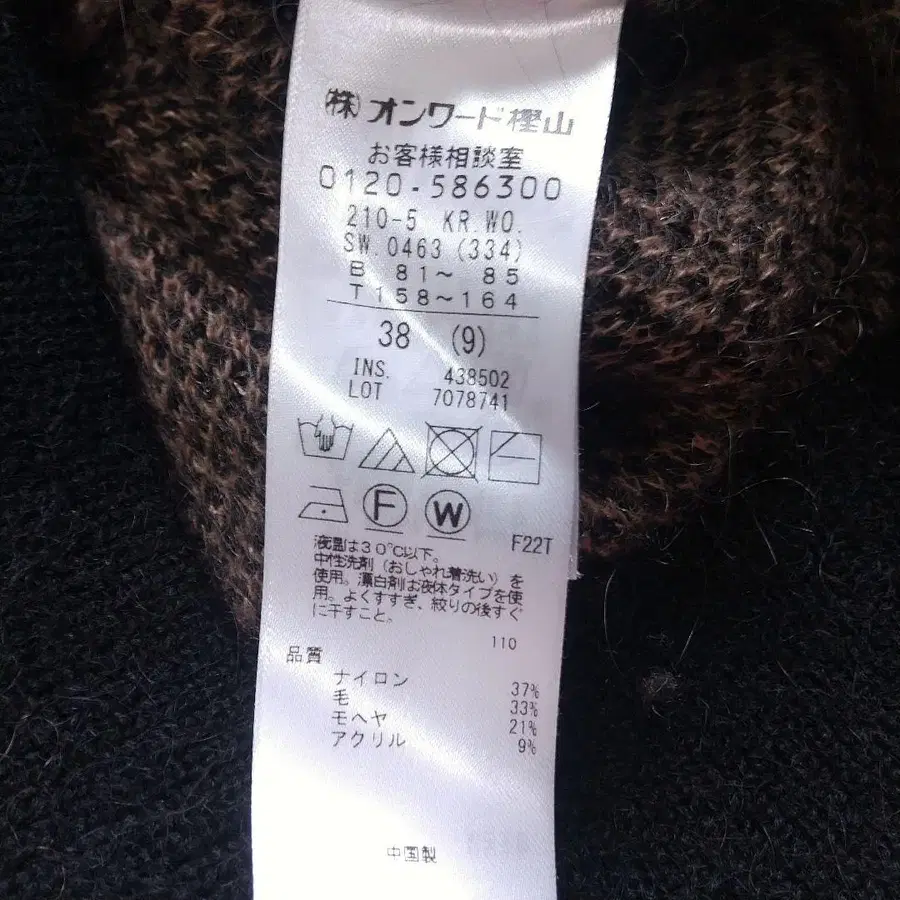 ㈱オンワード樫山
お客様相談室
0120-586300
210-5 KR.WO.
SW.0463 (334)
B 81～ 85
T 158～164
38 (9)
INS. 438502
LOT 7078741
F
W
F22T
液温は30℃以下。
中性洗剤（おしゃれ着洗い）を
使用。漂白剤は液体タイプを使
用。よくすすぎ、絞りの後すぐ
に干すこと。
110
品質
ナイロン 37%
毛 33%
モヘヤ 21%
アクリル 9%
中国製